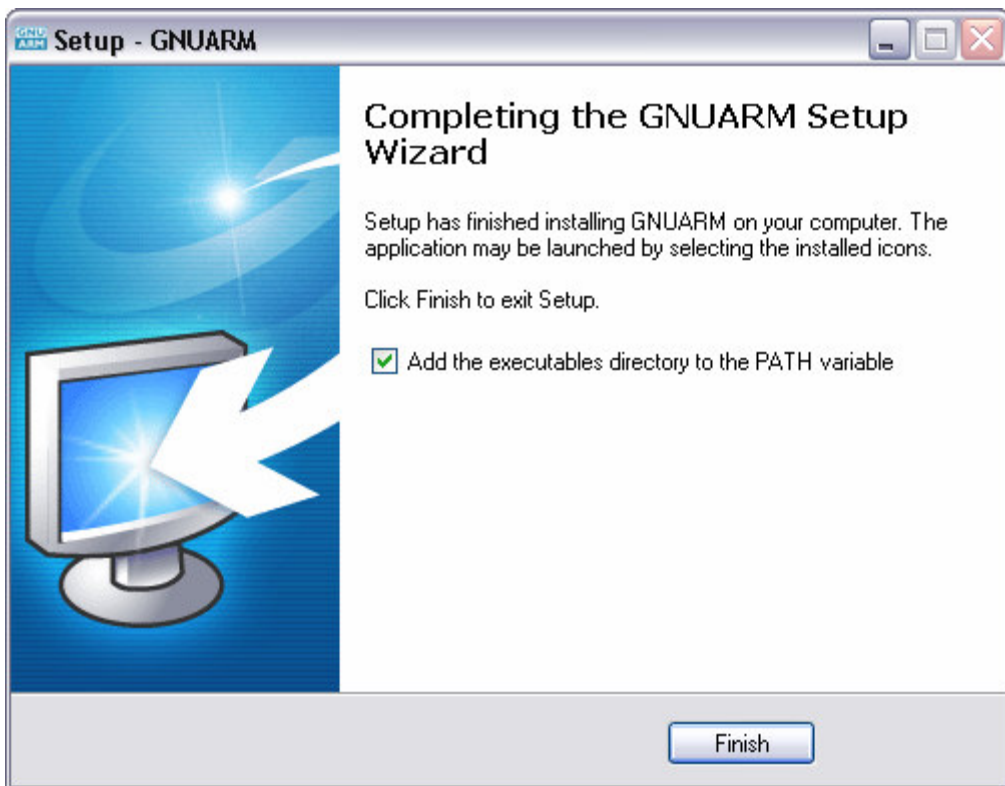 GNU
ARM
Setup - GNUARM
Completing the GNUARM Setup
Wizard
Setup has finished installing GNUARM on your computer. The
application may be launched by selecting the installed icons.
Click Finish to exit Setup.
Add the executables directory to the PATH variable
Finish